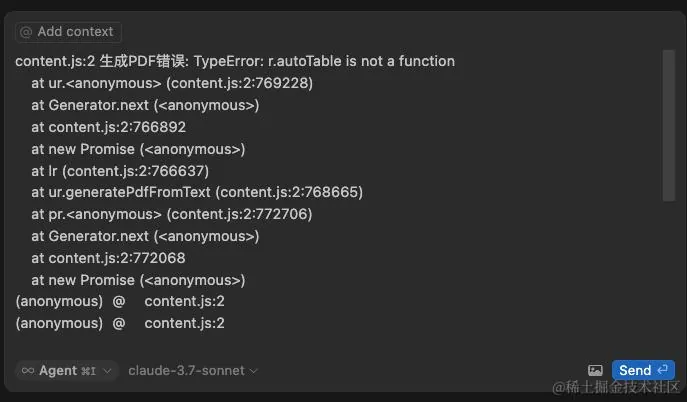 @ Add context
content.js:2 生成PDF错误: TypeError: r.autoTable is not a function
at ur.<anonymous> (content.js:2:769228)
at Generator.next (<anonymous>)
at content.js:2:766892
at new Promise (<anonymous>)
at lr (content.js:2:766637)
at ur.generatePdfFromText (content.js:2:768665)
at pr.<anonymous> (content.js:2:772706)
at Generator.next (<anonymous>)
at content.js:2:772068
at new Promise (<anonymous>)
(anonymous) @ content.js:2
(anonymous) @ content.js:2
∞ Agent ⌘I claude-3.7-sonnet Send ⏎
@稀土掘金技术社区